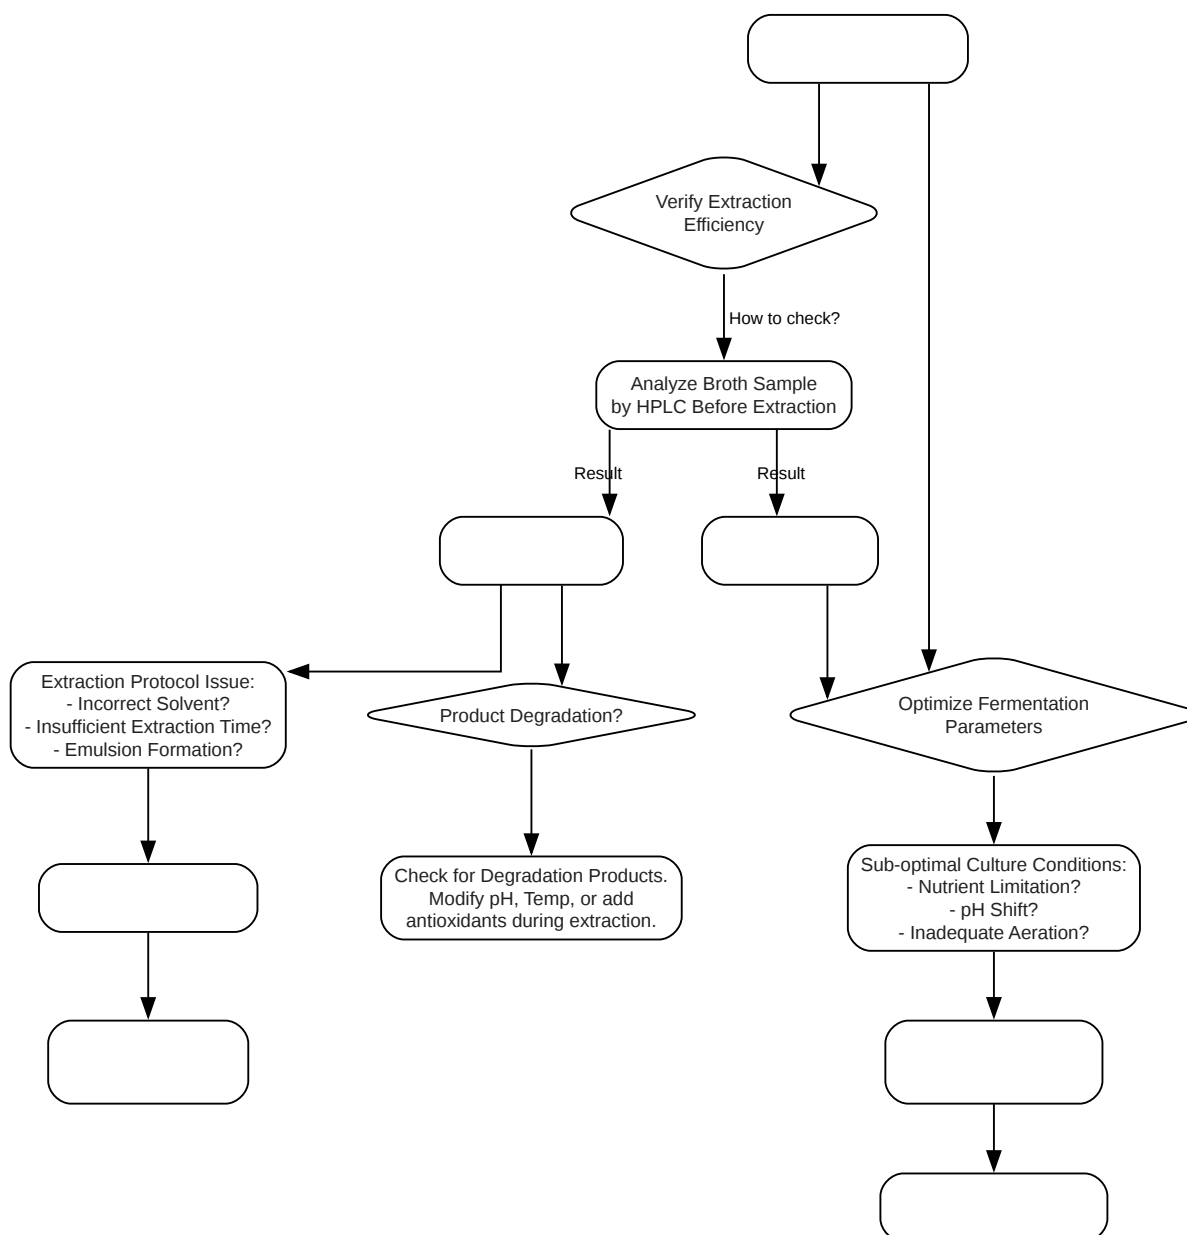 Verify Extraction
Efficiency
How to check?
Analyze Broth Sample
by HPLC Before Extraction
Result
Result
Extraction Protocol Issue:
- Incorrect Solvent?
- Insufficient Extraction Time?
- Emulsion Formation?
Product Degradation?
Optimize Fermentation
Parameters
Check for Degradation Products.
Modify pH, Temp, or add
antioxidants during extraction.
Sub-optimal Culture Conditions:
- Nutrient Limitation?
- pH Shift?
- Inadequate Aeration?